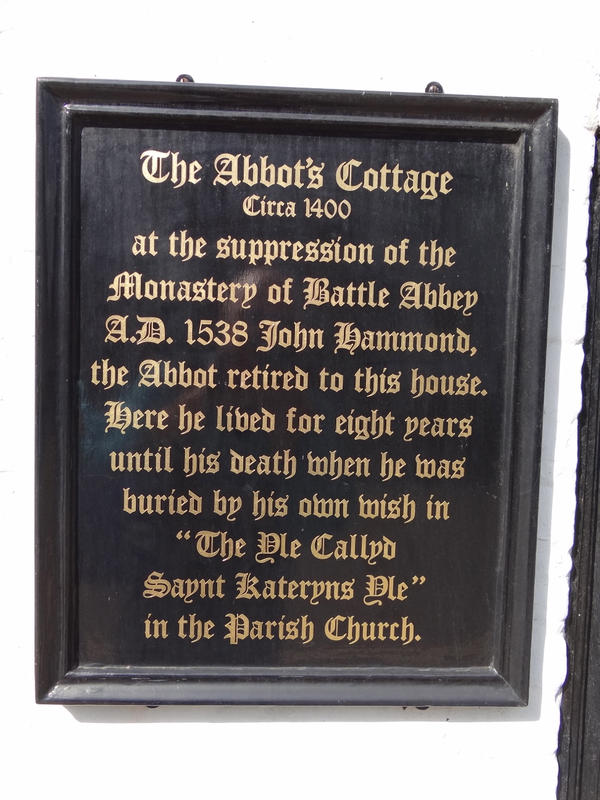 The Abbot's Cottage
Circa 1400
at the suppression of the
Monastery of Battle Abbey
A.D. 1538 John Hammond,
the Abbot retired to this house.
Here he lived for eight years
until his death when he was
buried by his own wish in
“The Yle Callyd
Saynt Kateryns Yle”
in the Parish Church.